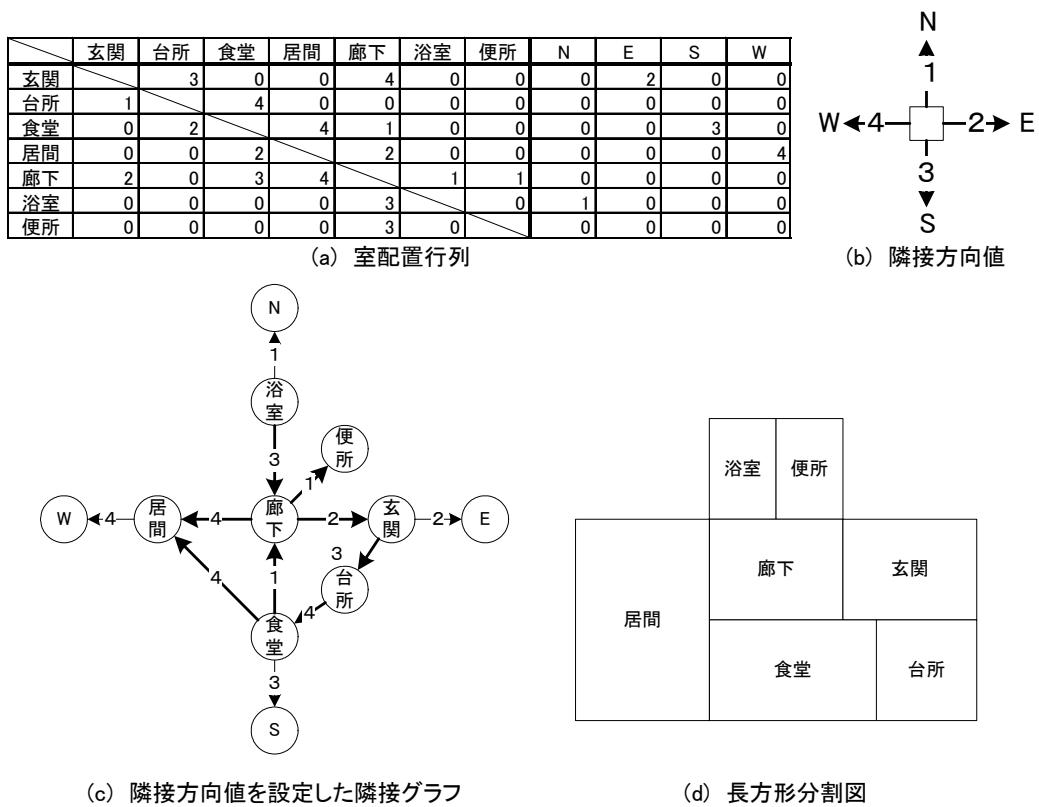 玄関 台所 食堂 居間 廊下 浴室 便所 N E S W
玄関 3 0 0 4 0 0 0 2 0 0
台所 1 4 0 0 0 0 0 0 0 0
食堂 0 2 4 1 0 0 0 0 3 0
居間 0 0 2 2 0 0 0 0 0 4
廊下 2 0 3 4 1 1 0 0 0 0
浴室 0 0 0 0 3 0 1 0 0 0
便所 0 0 0 0 3 0 0 0 0 0
(a) 室配置行列
N
1
W 4 2 E
3
S
(b) 隣接方向値
N
1
浴室
3
便所
1
W 4 居間 4 廊下 2 玄関 2 E
3
4 1 台所
4
食堂
3
S
(c) 隣接方向値を設定した隣接グラフ
浴室 便所
廊下 玄関
居間
食堂 台所
(d) 長方形分割図